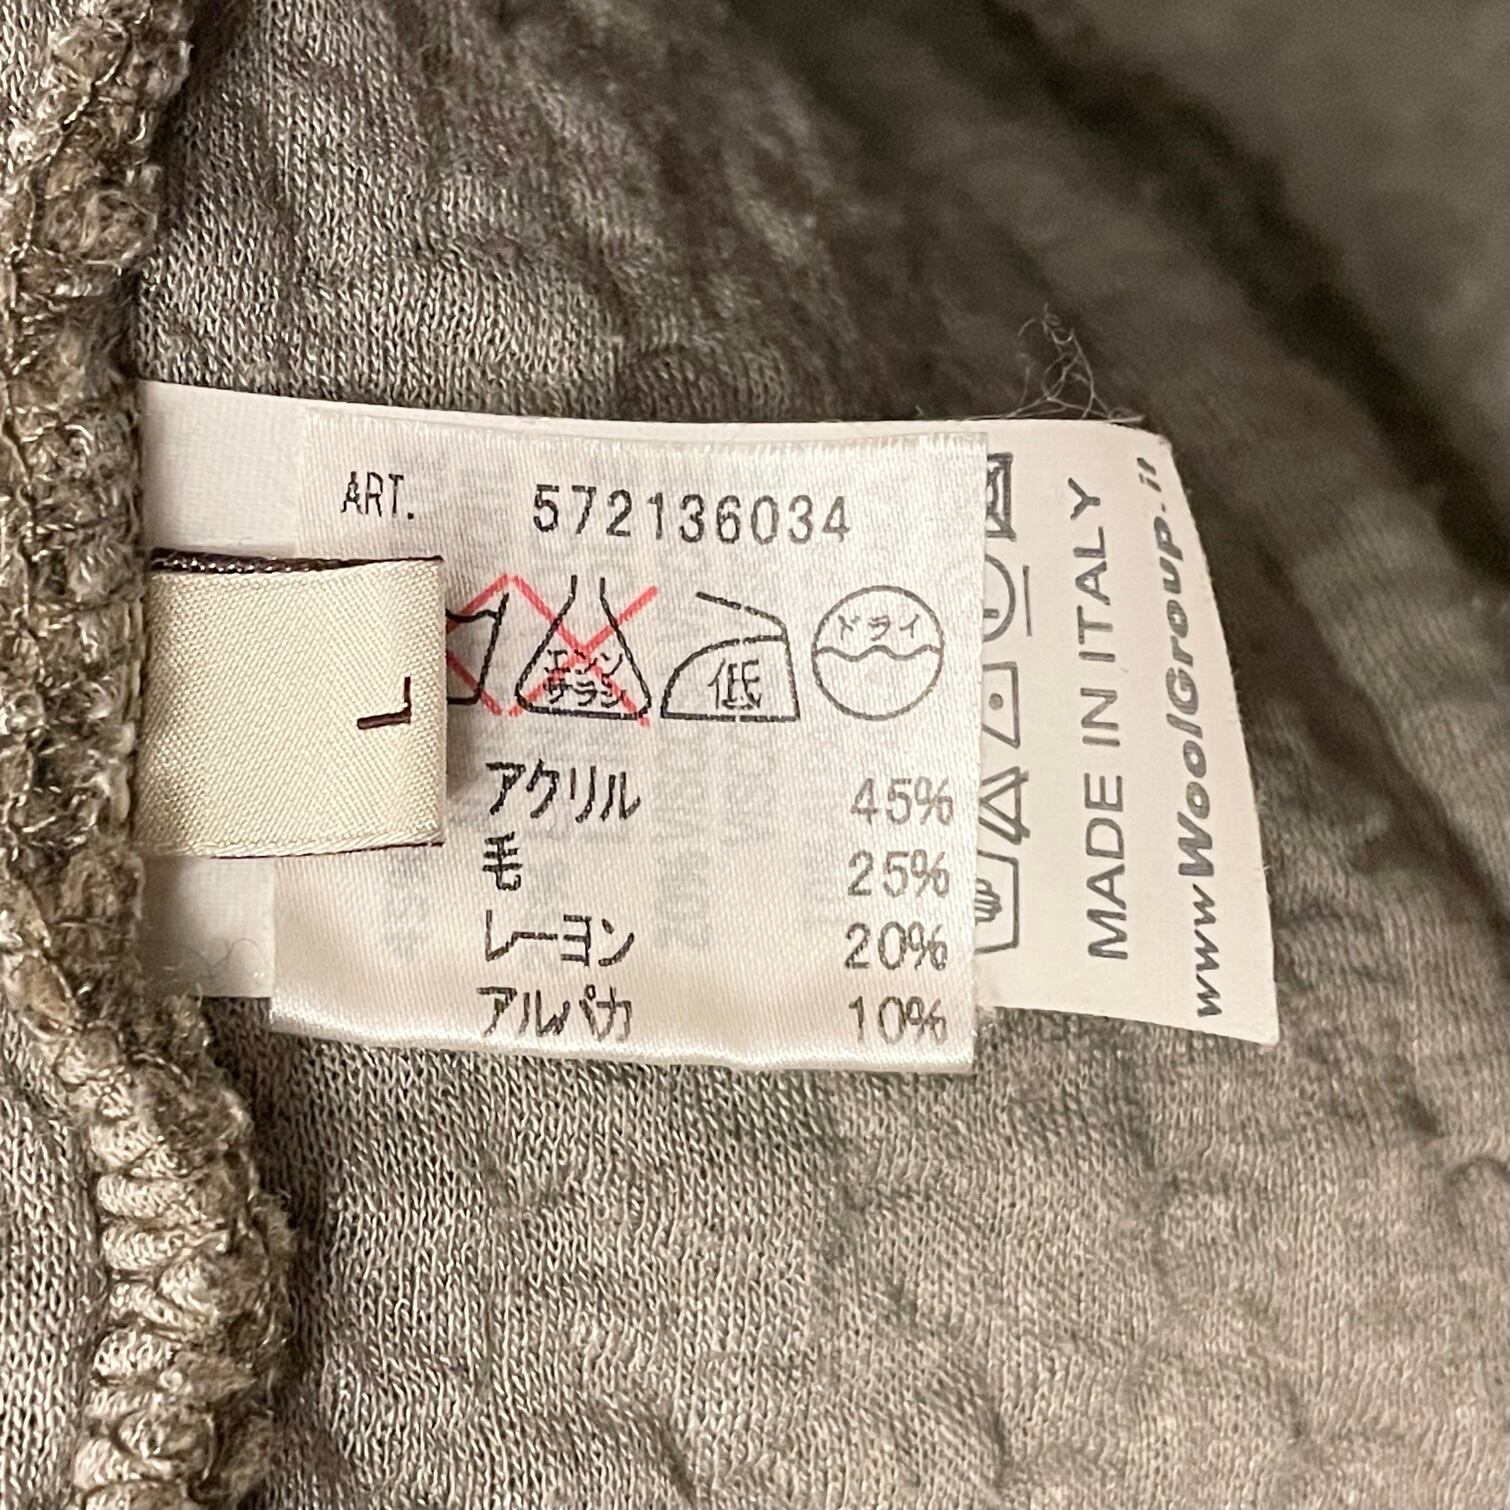 ART. 572136034
エンソ
サラシ
低
ドライ
L
アクリル 45%
毛 25%
レーヨン 20%
アルパカ 10%
MADE IN ITALY
www.WoolGroup.it